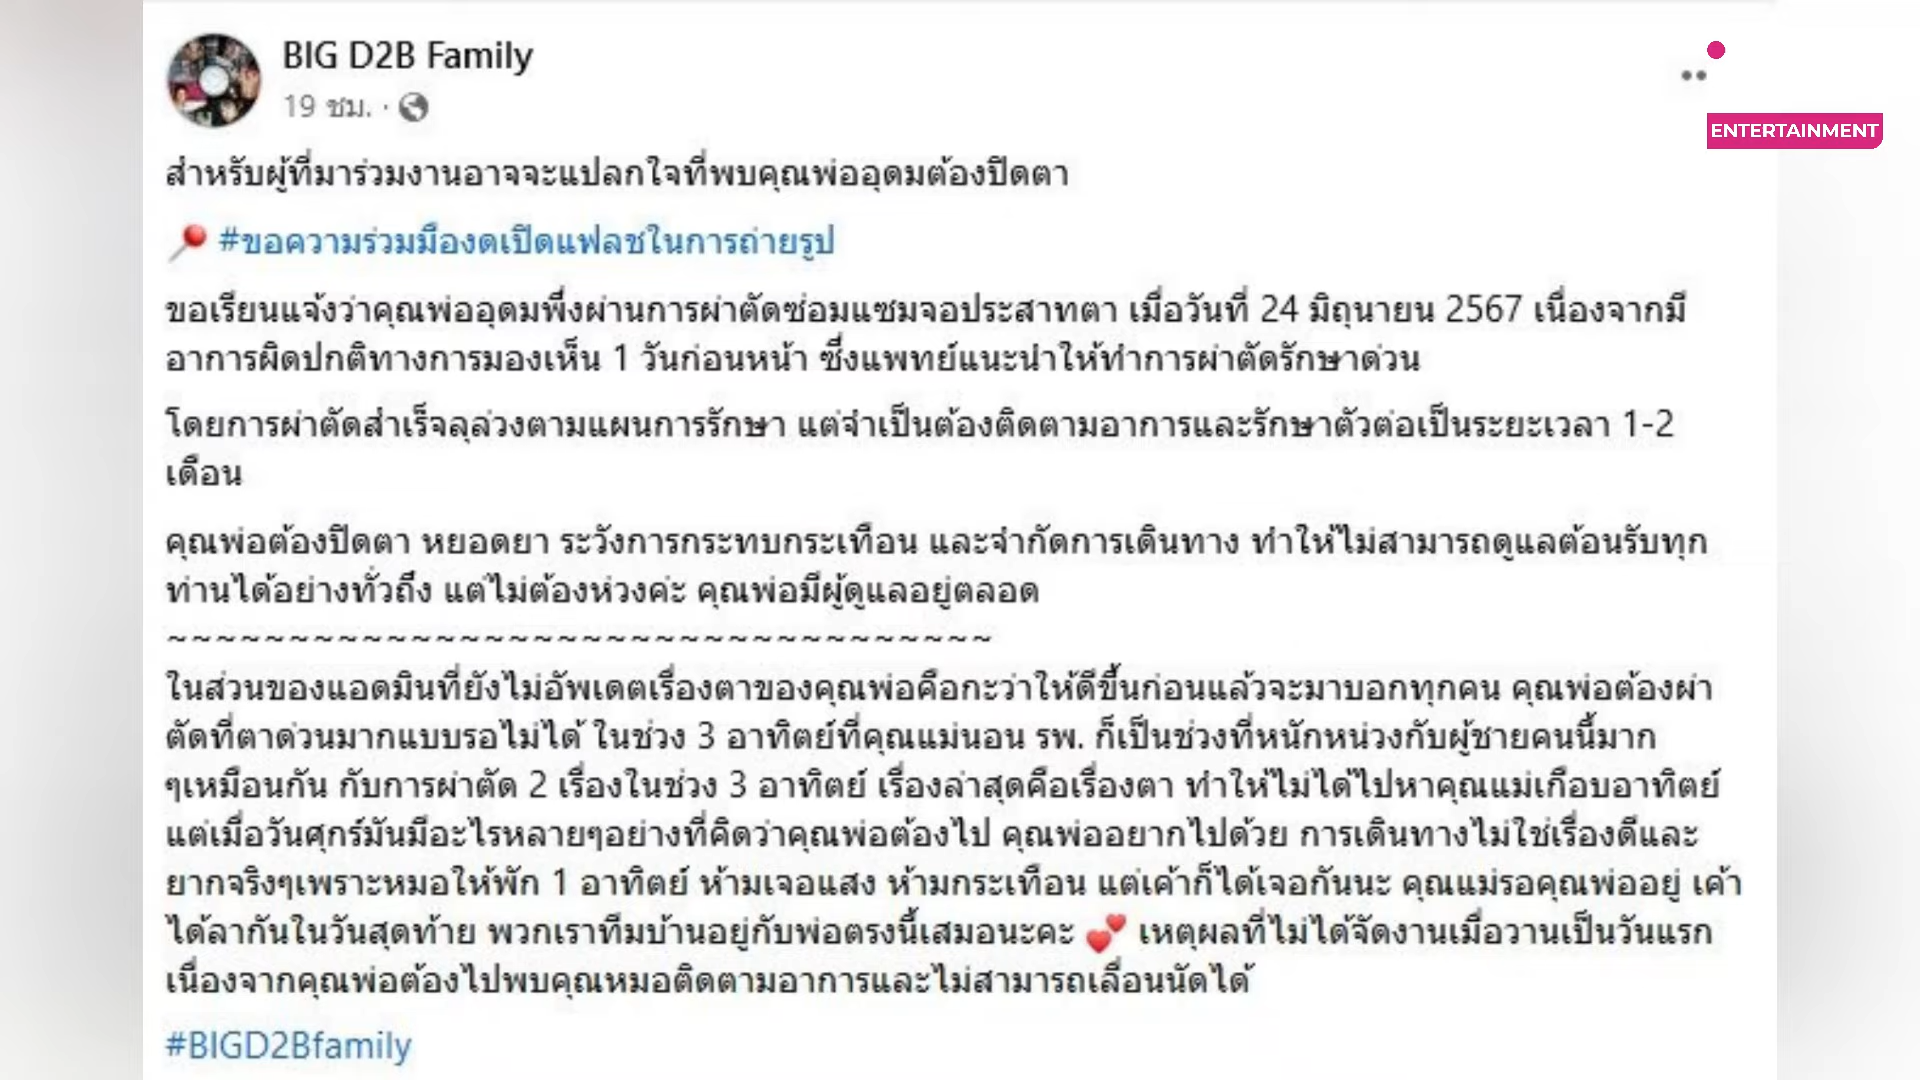 BIG D2B Family
19 ชม. ·
ENTERTAINMENT
สำหรับผู้ที่มาร่วมงานอาจจะแปลกใจที่พบคุณพ่ออุดมต้องปิดตา
📍 #ขอความร่วมมืองดเปิดแฟลชในการถ่ายรูป
ขอเรียนแจ้งว่าคุณพ่ออุดมพึ่งผ่านการผ่าตัดซ่อมแซมจอประสาทตา เมื่อวันที่ 24 มิถุนายน 2567 เนื่องจากมี
อาการผิดปกติทางการมองเห็น 1 วันก่อนหน้า ซึ่งแพทย์แนะนำให้ทำการผ่าตัดรักษาด่วน
โดยการผ่าตัดสำเร็จลุล่วงตามแผนการรักษา แต่จำเป็นต้องติดตามอาการและรักษาตัวต่อเป็นระยะเวลา 1-2
เดือน
คุณพ่อต้องปิดตา หยอดยา ระวังการกระทบกระเทือน และจำกัดการเดินทาง ทำให้ไม่สามารถดูแลต้อนรับทุก
ท่านได้อย่างทั่วถึง แต่ไม่ต้องห่วงค่ะ คุณพ่อมีผู้ดูแลอยู่ตลอด
~~~~~~~~~~~~~~~~~~~~~~~~~~~~~~~~~~
ในส่วนของแอดมินที่ยังไม่อัพเดตเรื่องตาของคุณพ่อคือกะว่าให้ดีขึ้นก่อนแล้วจะมาบอกทุกคน คุณพ่อต้องผ่า
ตัดที่ตาด่วนมากแบบรอไม่ได้ ในช่วง 3 อาทิตย์ที่คุณแม่นอน รพ. ก็เป็นช่วงที่หนักหน่วงกับผู้ชายคนนี้มาก
ๆเหมือนกัน กับการผ่าตัด 2 เรื่องในช่วง 3 อาทิตย์ เรื่องล่าสุดคือเรื่องตา ทำให้ไม่ได้ไปหาคุณแม่เกือบอาทิตย์
แต่เมื่อวันศุกร์มันมีอะไรหลายๆอย่างที่คิดว่าคุณพ่อต้องไป คุณพ่ออยากไปด้วย การเดินทางไม่ใช่เรื่องดีและ
ยากจริงๆเพราะหมอให้พัก 1 อาทิตย์ ห้ามเจอแสง ห้ามกระเทือน แต่เค้าก็ได้เจอกันนะ คุณแม่รอคุณพ่ออยู่ เค้า
ได้ลากันในวันสุดท้าย พวกเราทีมบ้านอยู่กับพ่อตรงนี้เสมอนะคะ 💕 เหตุผลที่ไม่ได้จัดงานเมื่อวานเป็นวันแรก
เนื่องจากคุณพ่อต้องไปพบคุณหมอติดตามอาการและไม่สามารถเลื่อนนัดได้
#BIGD2Bfamily